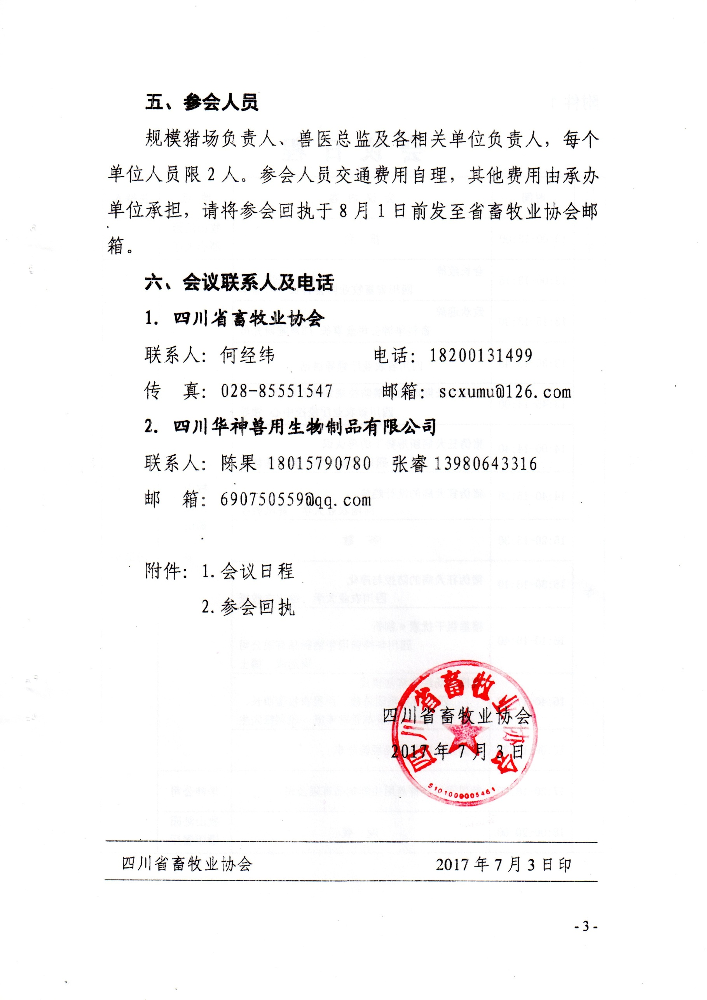 五、参会人员
规模猪场负责人、兽医总监及各相关单位负责人，每个
单位人员限2人。参会人员交通费用自理，其他费用由承办
单位承担，请将参会回执于8月1日前发至省畜牧业协会邮
箱。
六、会议联系人及电话
1. 四川省畜牧业协会
联系人：何经纬 电话：18200131499
传 真：028-85551547 邮箱：scxumu@126.com
2. 四川华神兽用生物制品有限公司
联系人：陈果 18015790780 张睿 13980643316
邮 箱：690750559@qq.com
附件：1.会议日程
2.参会回执
四川省畜牧业协会
四川省畜牧业协会
2017年7月3日
5101000005461
四川省畜牧业协会 2017年7月3日印
-3-